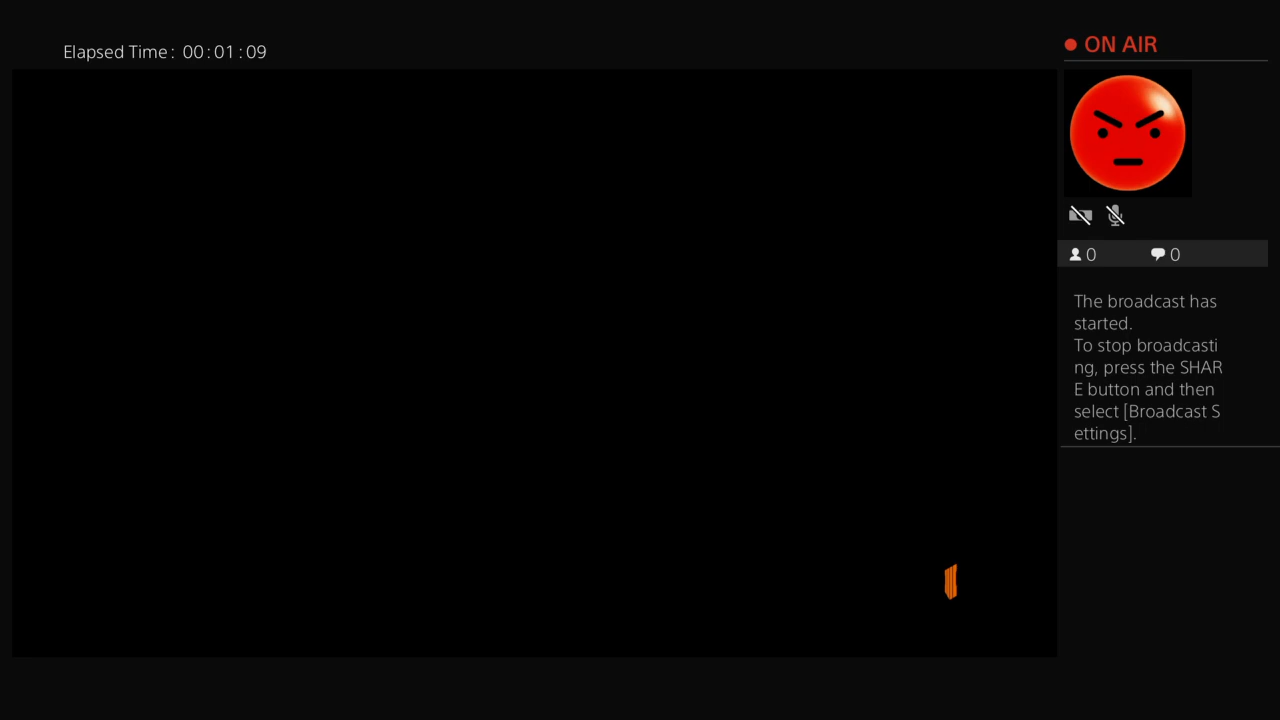 Elapsed Time: 00:01:09
ON AIR
0 0
The broadcast has
started.
To stop broadcasti
ng, press the SHAR
E button and then
select [Broadcast S
ettings].